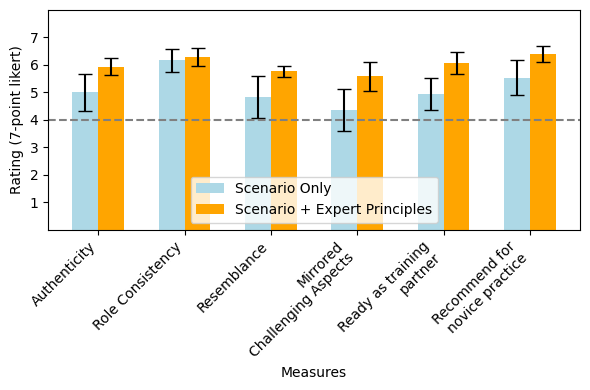 Rating (7-point likert)
7
6
5
4
3
2
1
Scenario Only
Scenario + Expert Principles
Authenticity
Role Consistency
Resemblance
Mirrored
Challenging Aspects
Ready as training
partner
Recommend for
novice practice
Measures